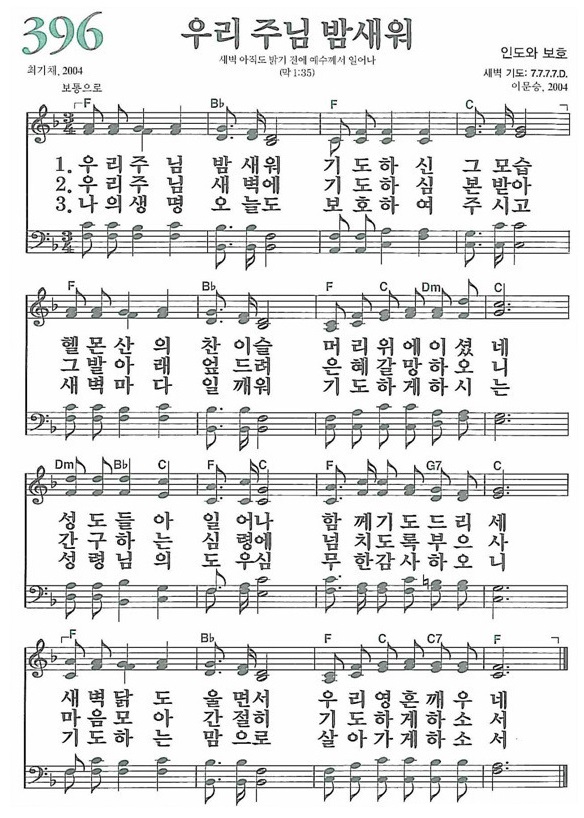 396
우리 주님 밤새워
새벽 아직도 밝기 전에 예수께서 일어나
(막 1:35)
인도와 보호
최기채, 2004
새벽 기도: 7.7.7.7.D.
이문승, 2004
보통으로
F Bb F C
1. 우리주 님 밤 새워 기 도하 신 그 모습
2. 우리주 님 새 벽에 기 도하 심 본 받아
3. 나의생 명 오 늘도 보 호하 여 주 시고
F Bb F C Dm C
헬 몬산 의 찬 이슬 머 리 위 에 이 셨 네
그 발아 래 엎 드려 은 혜 갈 망 하 오 니
새 벽마 다 일 깨워 기 도 하 게 하 시 는
Dm Bb C F C F G7 C
성 도들 아 일 어나 함 께 기 도 드 리 세
간 구하 는 심 령에 넘 치 도 록 부 으 사
성 령님 의 도 우심 무 한 감 사 하 오 니
F Bb F C C7 F
새 벽닭 도 울 면서 우 리 영 혼 깨 우 네
마 음모 아 간 절히 기 도 하 게 하 소 서
기 도하 는 맘 으로 살 아 가 게 하 소 서